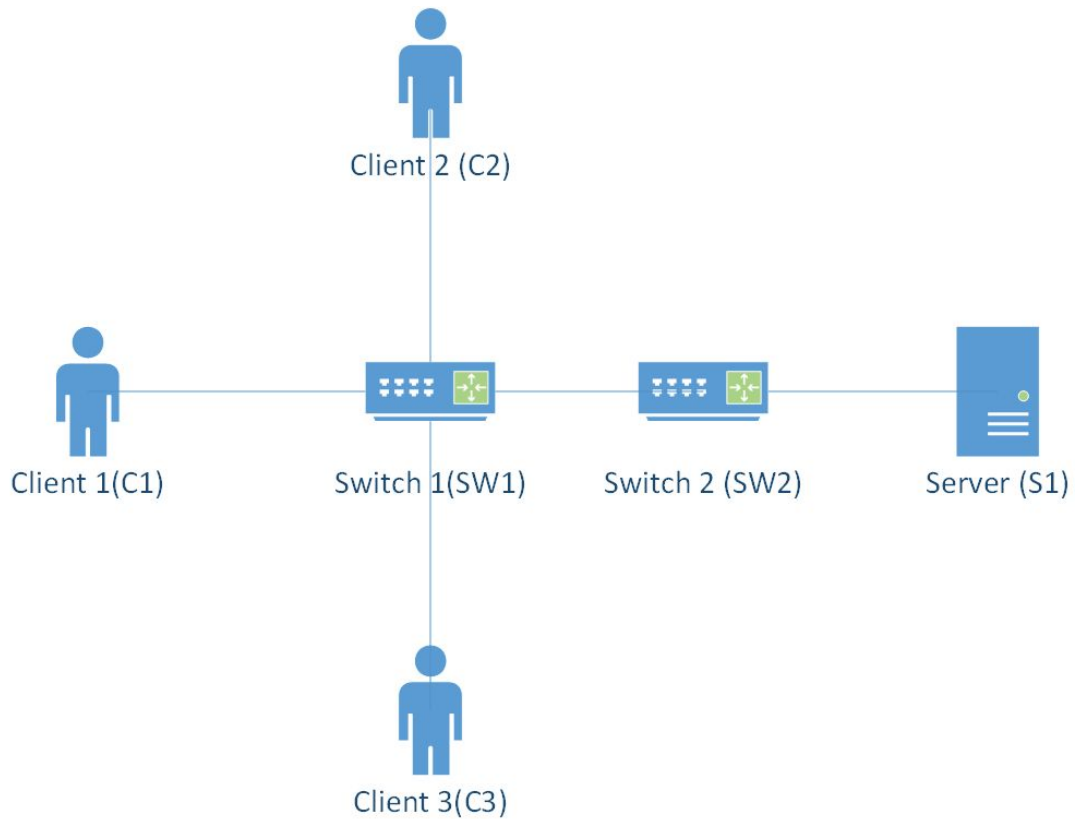 Client 2 (C2)
Client 1(C1)
Switch 1(SW1)
Switch 2 (SW2)
Server (S1)
Client 3(C3)